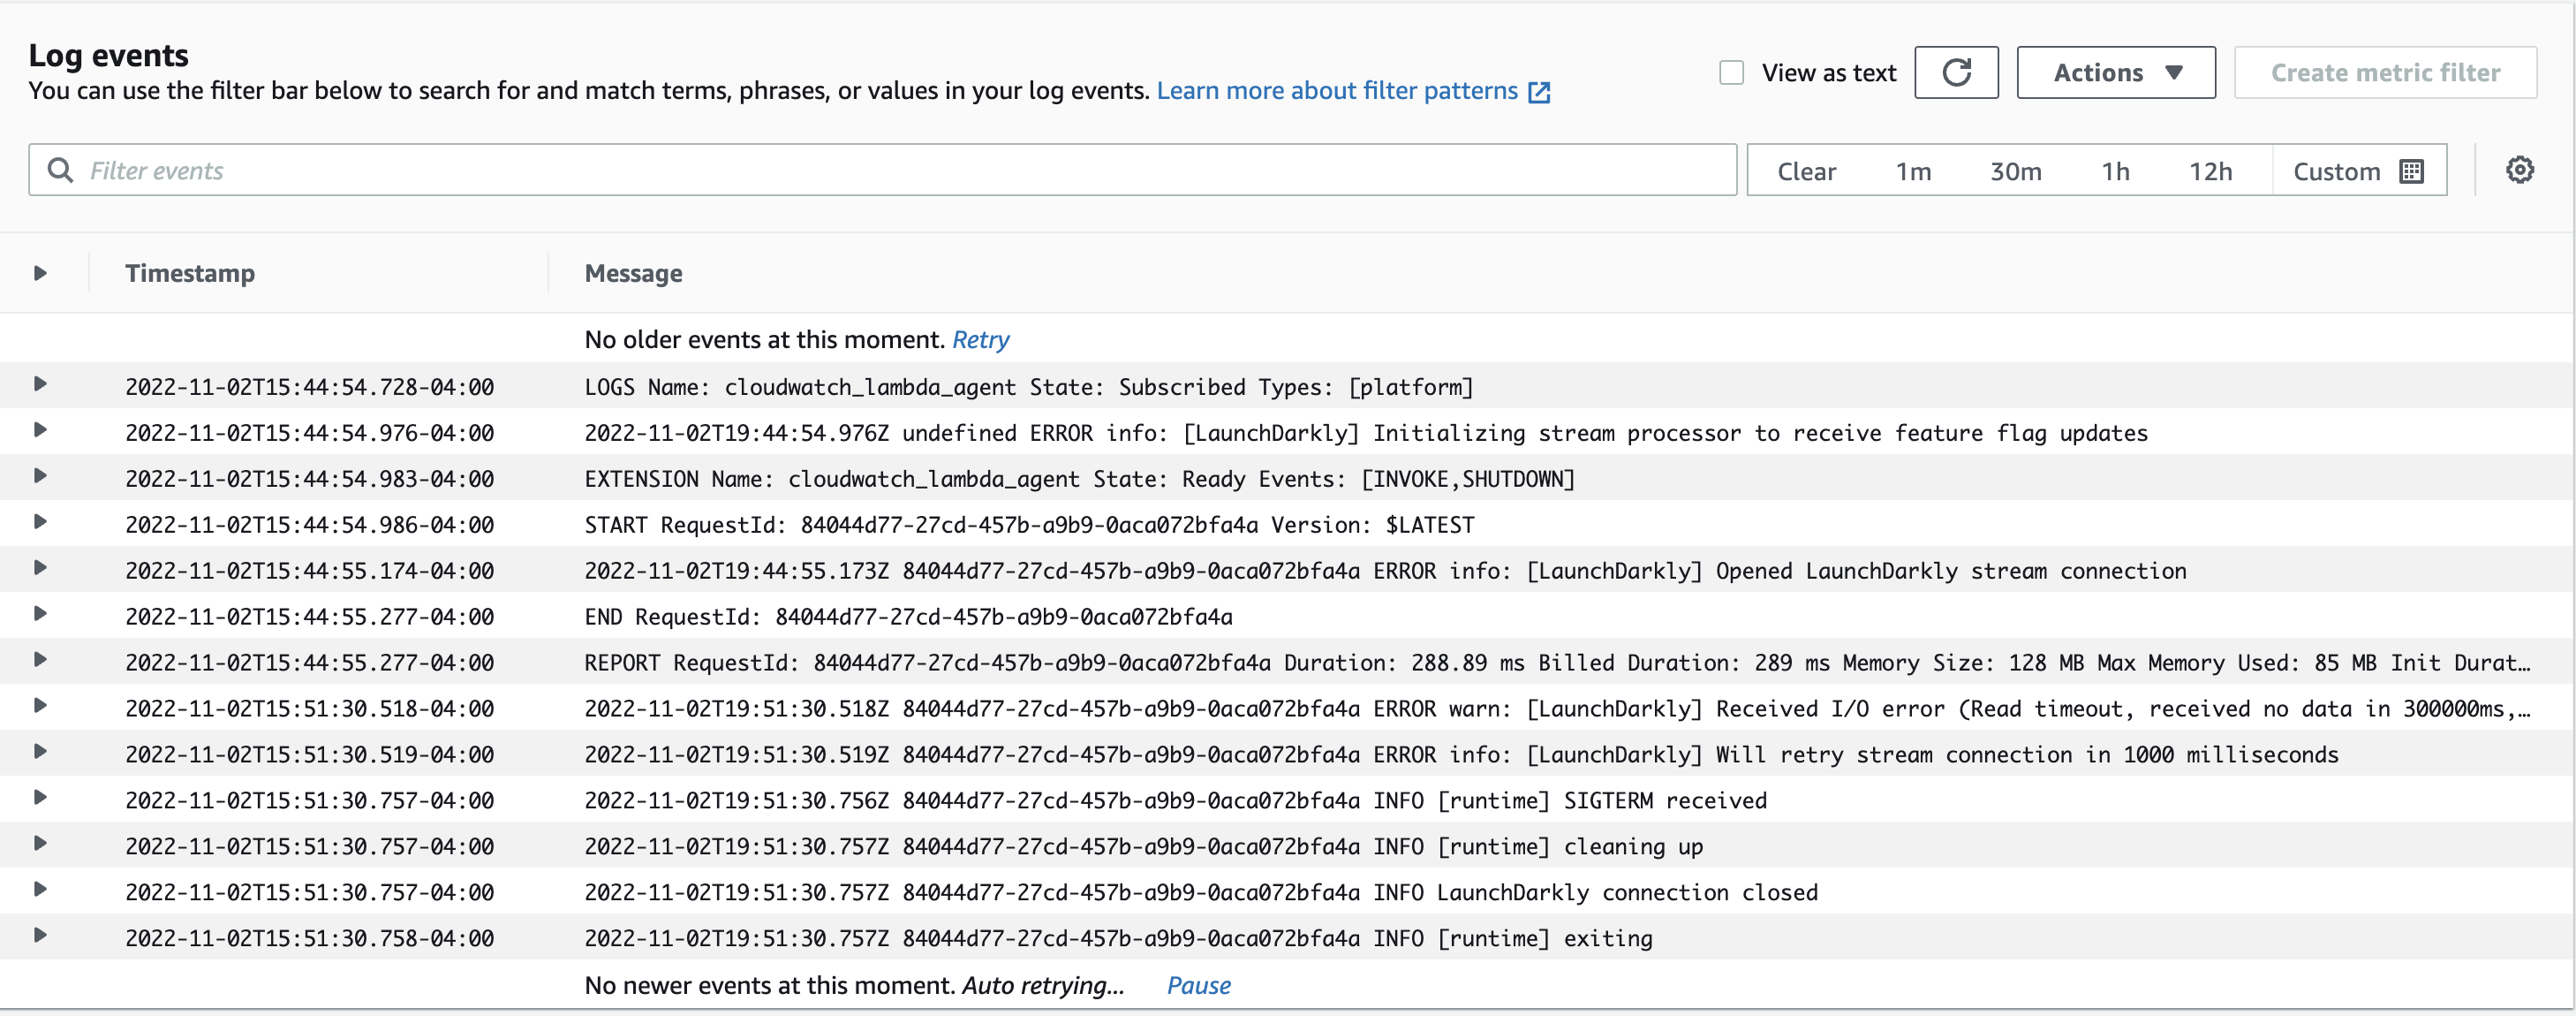 Log events
You can use the filter bar below to search for and match terms, phrases, or values in your log events. Learn more about filter patterns
View as text
Actions
Create metric filter
Filter events
Clear 1m 30m 1h 12h Custom
Timestamp Message
No older events at this moment. Retry
2022-11-02T15:44:54.728-04:00 LOGS Name: cloudwatch_lambda_agent State: Subscribed Types: [platform]
2022-11-02T15:44:54.976-04:00 2022-11-02T19:44:54.976Z undefined ERROR info: [LaunchDarkly] Initializing stream processor to receive feature flag updates
2022-11-02T15:44:54.983-04:00 EXTENSION Name: cloudwatch_lambda_agent State: Ready Events: [INVOKE,SHUTDOWN]
2022-11-02T15:44:54.986-04:00 START RequestId: 84044d77-27cd-457b-a9b9-0aca072bfa4a Version: $LATEST
2022-11-02T15:44:55.174-04:00 2022-11-02T19:44:55.173Z 84044d77-27cd-457b-a9b9-0aca072bfa4a ERROR info: [LaunchDarkly] Opened LaunchDarkly stream connection
2022-11-02T15:44:55.277-04:00 END RequestId: 84044d77-27cd-457b-a9b9-0aca072bfa4a
2022-11-02T15:44:55.277-04:00 REPORT RequestId: 84044d77-27cd-457b-a9b9-0aca072bfa4a Duration: 288.89 ms Billed Duration: 289 ms Memory Size: 128 MB Max Memory Used: 85 MB Init Durat…
2022-11-02T15:51:30.518-04:00 2022-11-02T19:51:30.518Z 84044d77-27cd-457b-a9b9-0aca072bfa4a ERROR warn: [LaunchDarkly] Received I/O error (Read timeout, received no data in 300000ms,…
2022-11-02T15:51:30.519-04:00 2022-11-02T19:51:30.519Z 84044d77-27cd-457b-a9b9-0aca072bfa4a ERROR info: [LaunchDarkly] Will retry stream connection in 1000 milliseconds
2022-11-02T15:51:30.757-04:00 2022-11-02T19:51:30.756Z 84044d77-27cd-457b-a9b9-0aca072bfa4a INFO [runtime] SIGTERM received
2022-11-02T15:51:30.757-04:00 2022-11-02T19:51:30.757Z 84044d77-27cd-457b-a9b9-0aca072bfa4a INFO [runtime] cleaning up
2022-11-02T15:51:30.757-04:00 2022-11-02T19:51:30.757Z 84044d77-27cd-457b-a9b9-0aca072bfa4a INFO LaunchDarkly connection closed
2022-11-02T15:51:30.758-04:00 2022-11-02T19:51:30.757Z 84044d77-27cd-457b-a9b9-0aca072bfa4a INFO [runtime] exiting
No newer events at this moment. Auto retrying... Pause